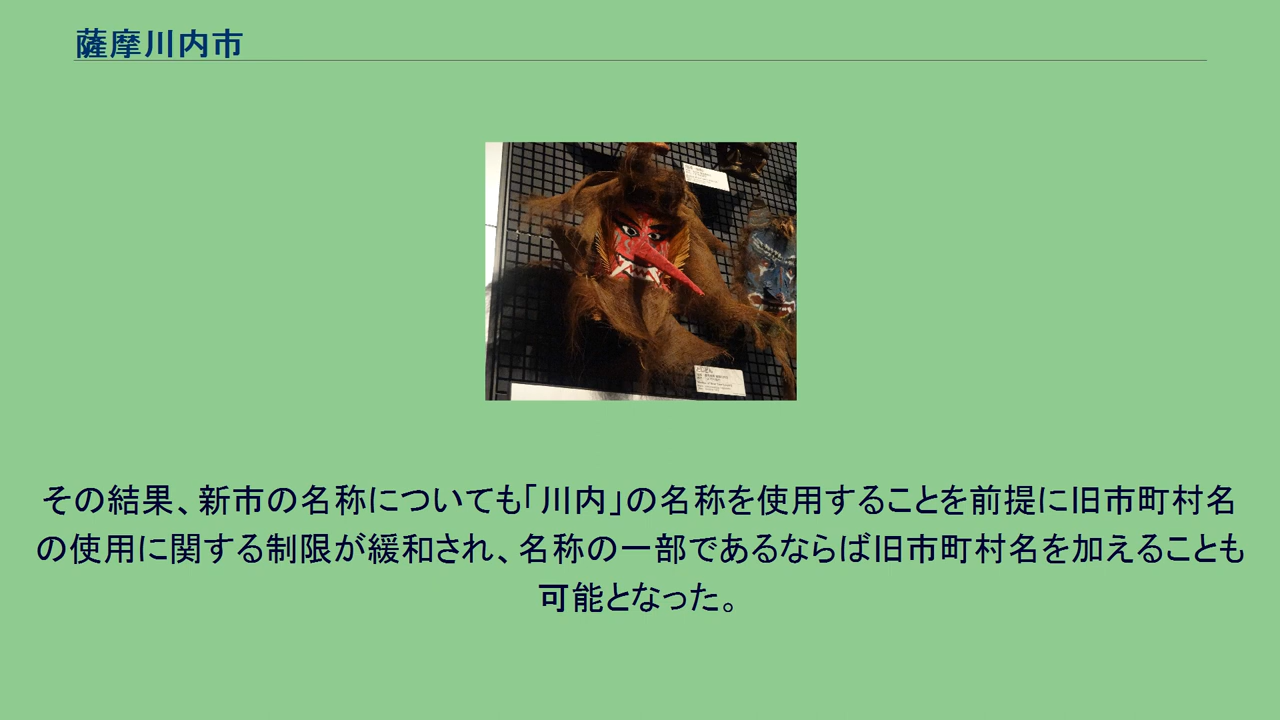 薩摩川内市
その結果、新市の名称についても「川内」の名称を使用することを前提に旧市町村名
の使用に関する制限が緩和され、名称の一部であるならば旧市町村名を加えることも
可能となった。